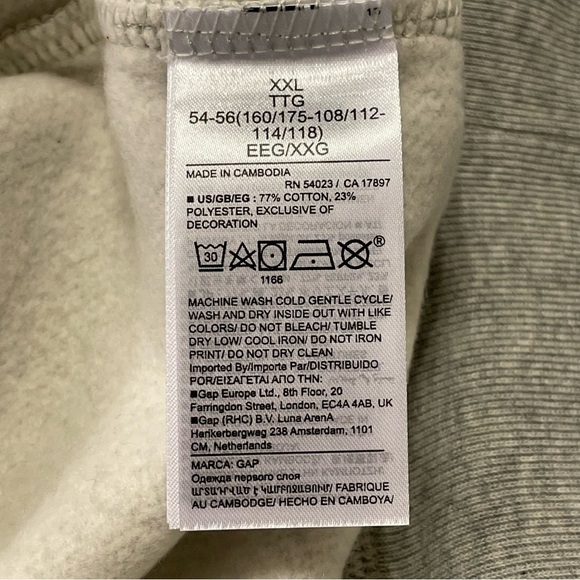 XXL
TTG
54-56(160/175-108/112-
114/118)
EEG/XXG
MADE IN CAMBODIA
RN 54023 / CA 17897
■ US/GB/EG : 77% COTTON, 23%
POLYESTER, EXCLUSIVE OF
DECORATION
30
®
1166
MACHINE WASH COLD GENTLE CYCLE/
WASH AND DRY INSIDE OUT WITH LIKE
COLORS/ DO NOT BLEACH/ TUMBLE
DRY LOW/ COOL IRON/ DO NOT IRON
PRINT/ DO NOT DRY CLEAN
Imported By/Importe Par/DISTRIBUIDO
POR/ΕΙΣΑΓΕΤΑΙ ΑΠΟ ΤΗΝ:
■Gap Europe Ltd., 8th Floor, 20
Farringdon Street, London, EC4A 4AB, UK
■Gap (RHC) B.V. Luna ArenA
Herikerbergweg 238 Amsterdam, 1101
CM, Netherlands
MARCA: GAP
Одежда первого слоя
ԱՐՏԱԴՐՎԱԾ Է ԿԱՄԲՈՋԱՅՈՒՄ/ FABRIQUE
AU CAMBODGE/ HECHO EN CAMBOYA/